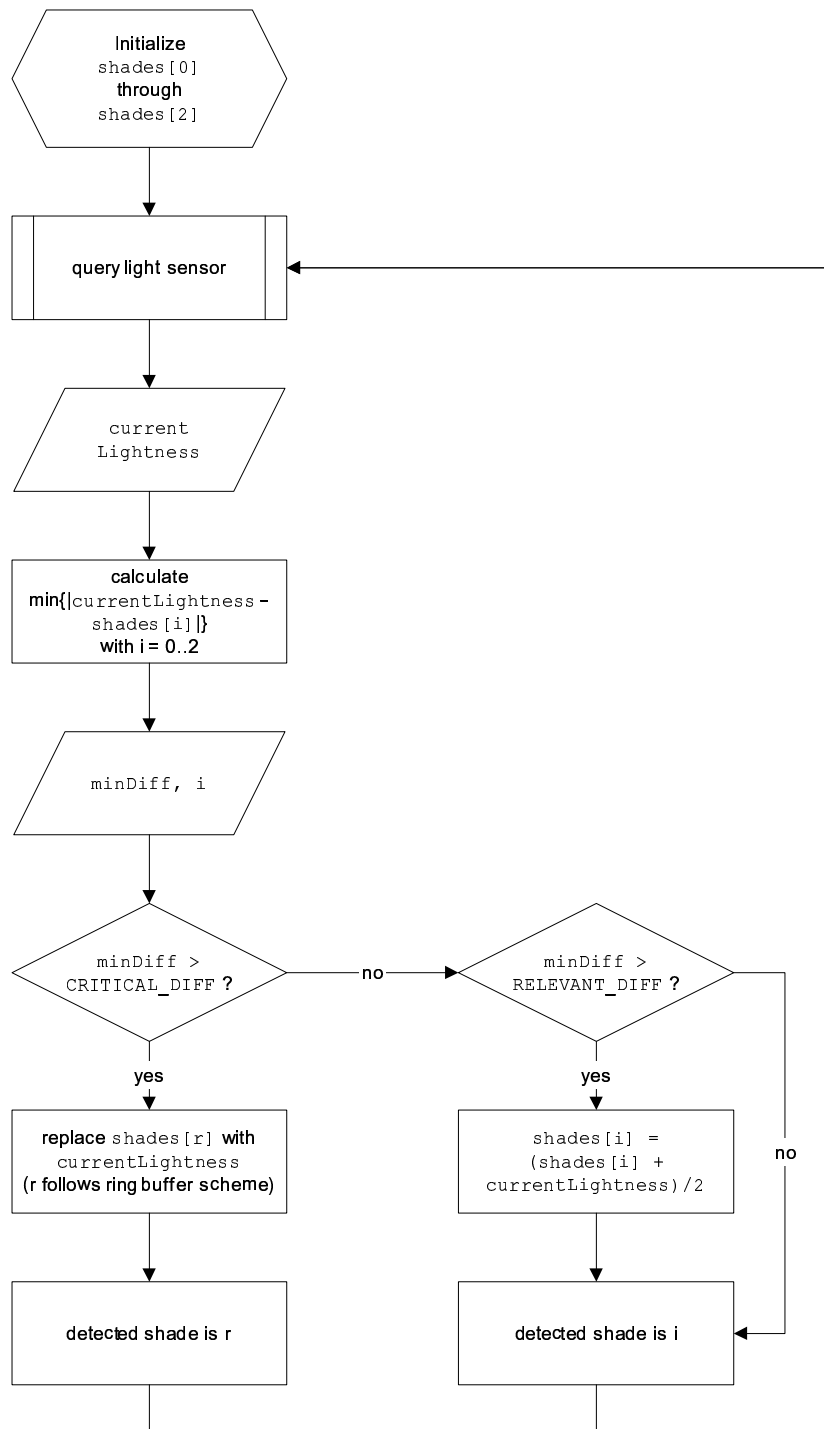 Initialize
shades[0]
through
shades[2]
query light sensor
current
Lightness
calculate
min{|currentLightness –
shades[i]|}
with i = 0..2
minDiff, i
minDiff >
CRITICAL_DIFF ?
no
minDiff >
RELEVANT_DIFF ?
yes
yes
no
replace shades[r] with
currentLightness
(r follows ring buffer scheme)
shades[i] =
(shades[i] +
currentLightness)/2
detected shade is r
detected shade is i